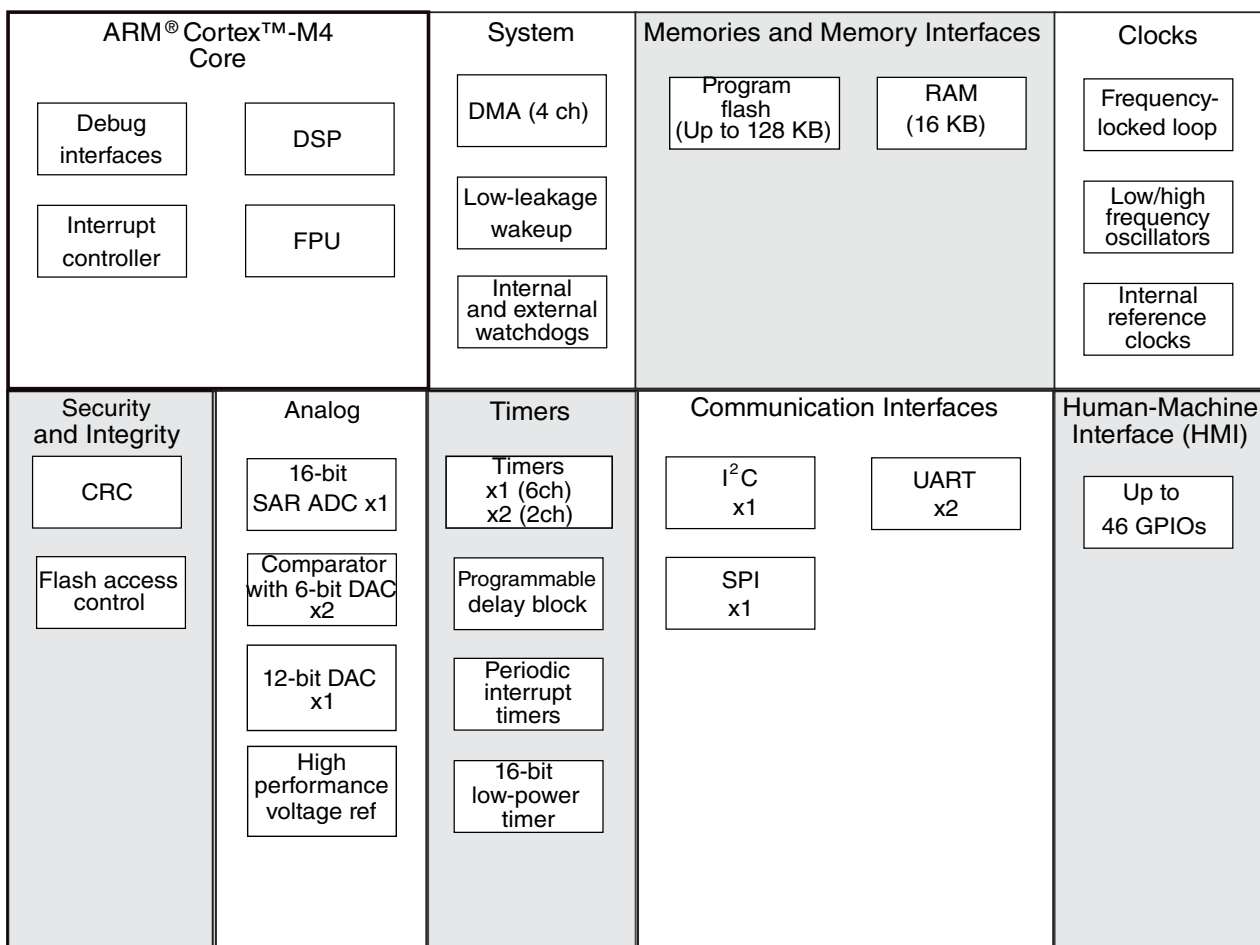 ARM® Cortex™-M4
Core
Debug
interfaces
DSP
Interrupt
controller
FPU
System
DMA (4 ch)
Low-leakage
wakeup
Internal
and external
watchdogs
Memories and Memory Interfaces
Program
flash
(Up to 128 KB)
RAM
(16 KB)
Clocks
Frequency-
locked loop
Low/high
frequency
oscillators
Internal
reference
clocks
Security
and Integrity
CRC
Flash access
control
Analog
16-bit
SAR ADC x1
Comparator
with 6-bit DAC
x2
12-bit DAC
x1
High
performance
voltage ref
Timers
Timers
x1 (6ch)
x2 (2ch)
Programmable
delay block
Periodic
interrupt
timers
16-bit
low-power
timer
Communication Interfaces
I²C
x1
UART
x2
SPI
x1
Human-Machine
Interface (HMI)
Up to
46 GPIOs